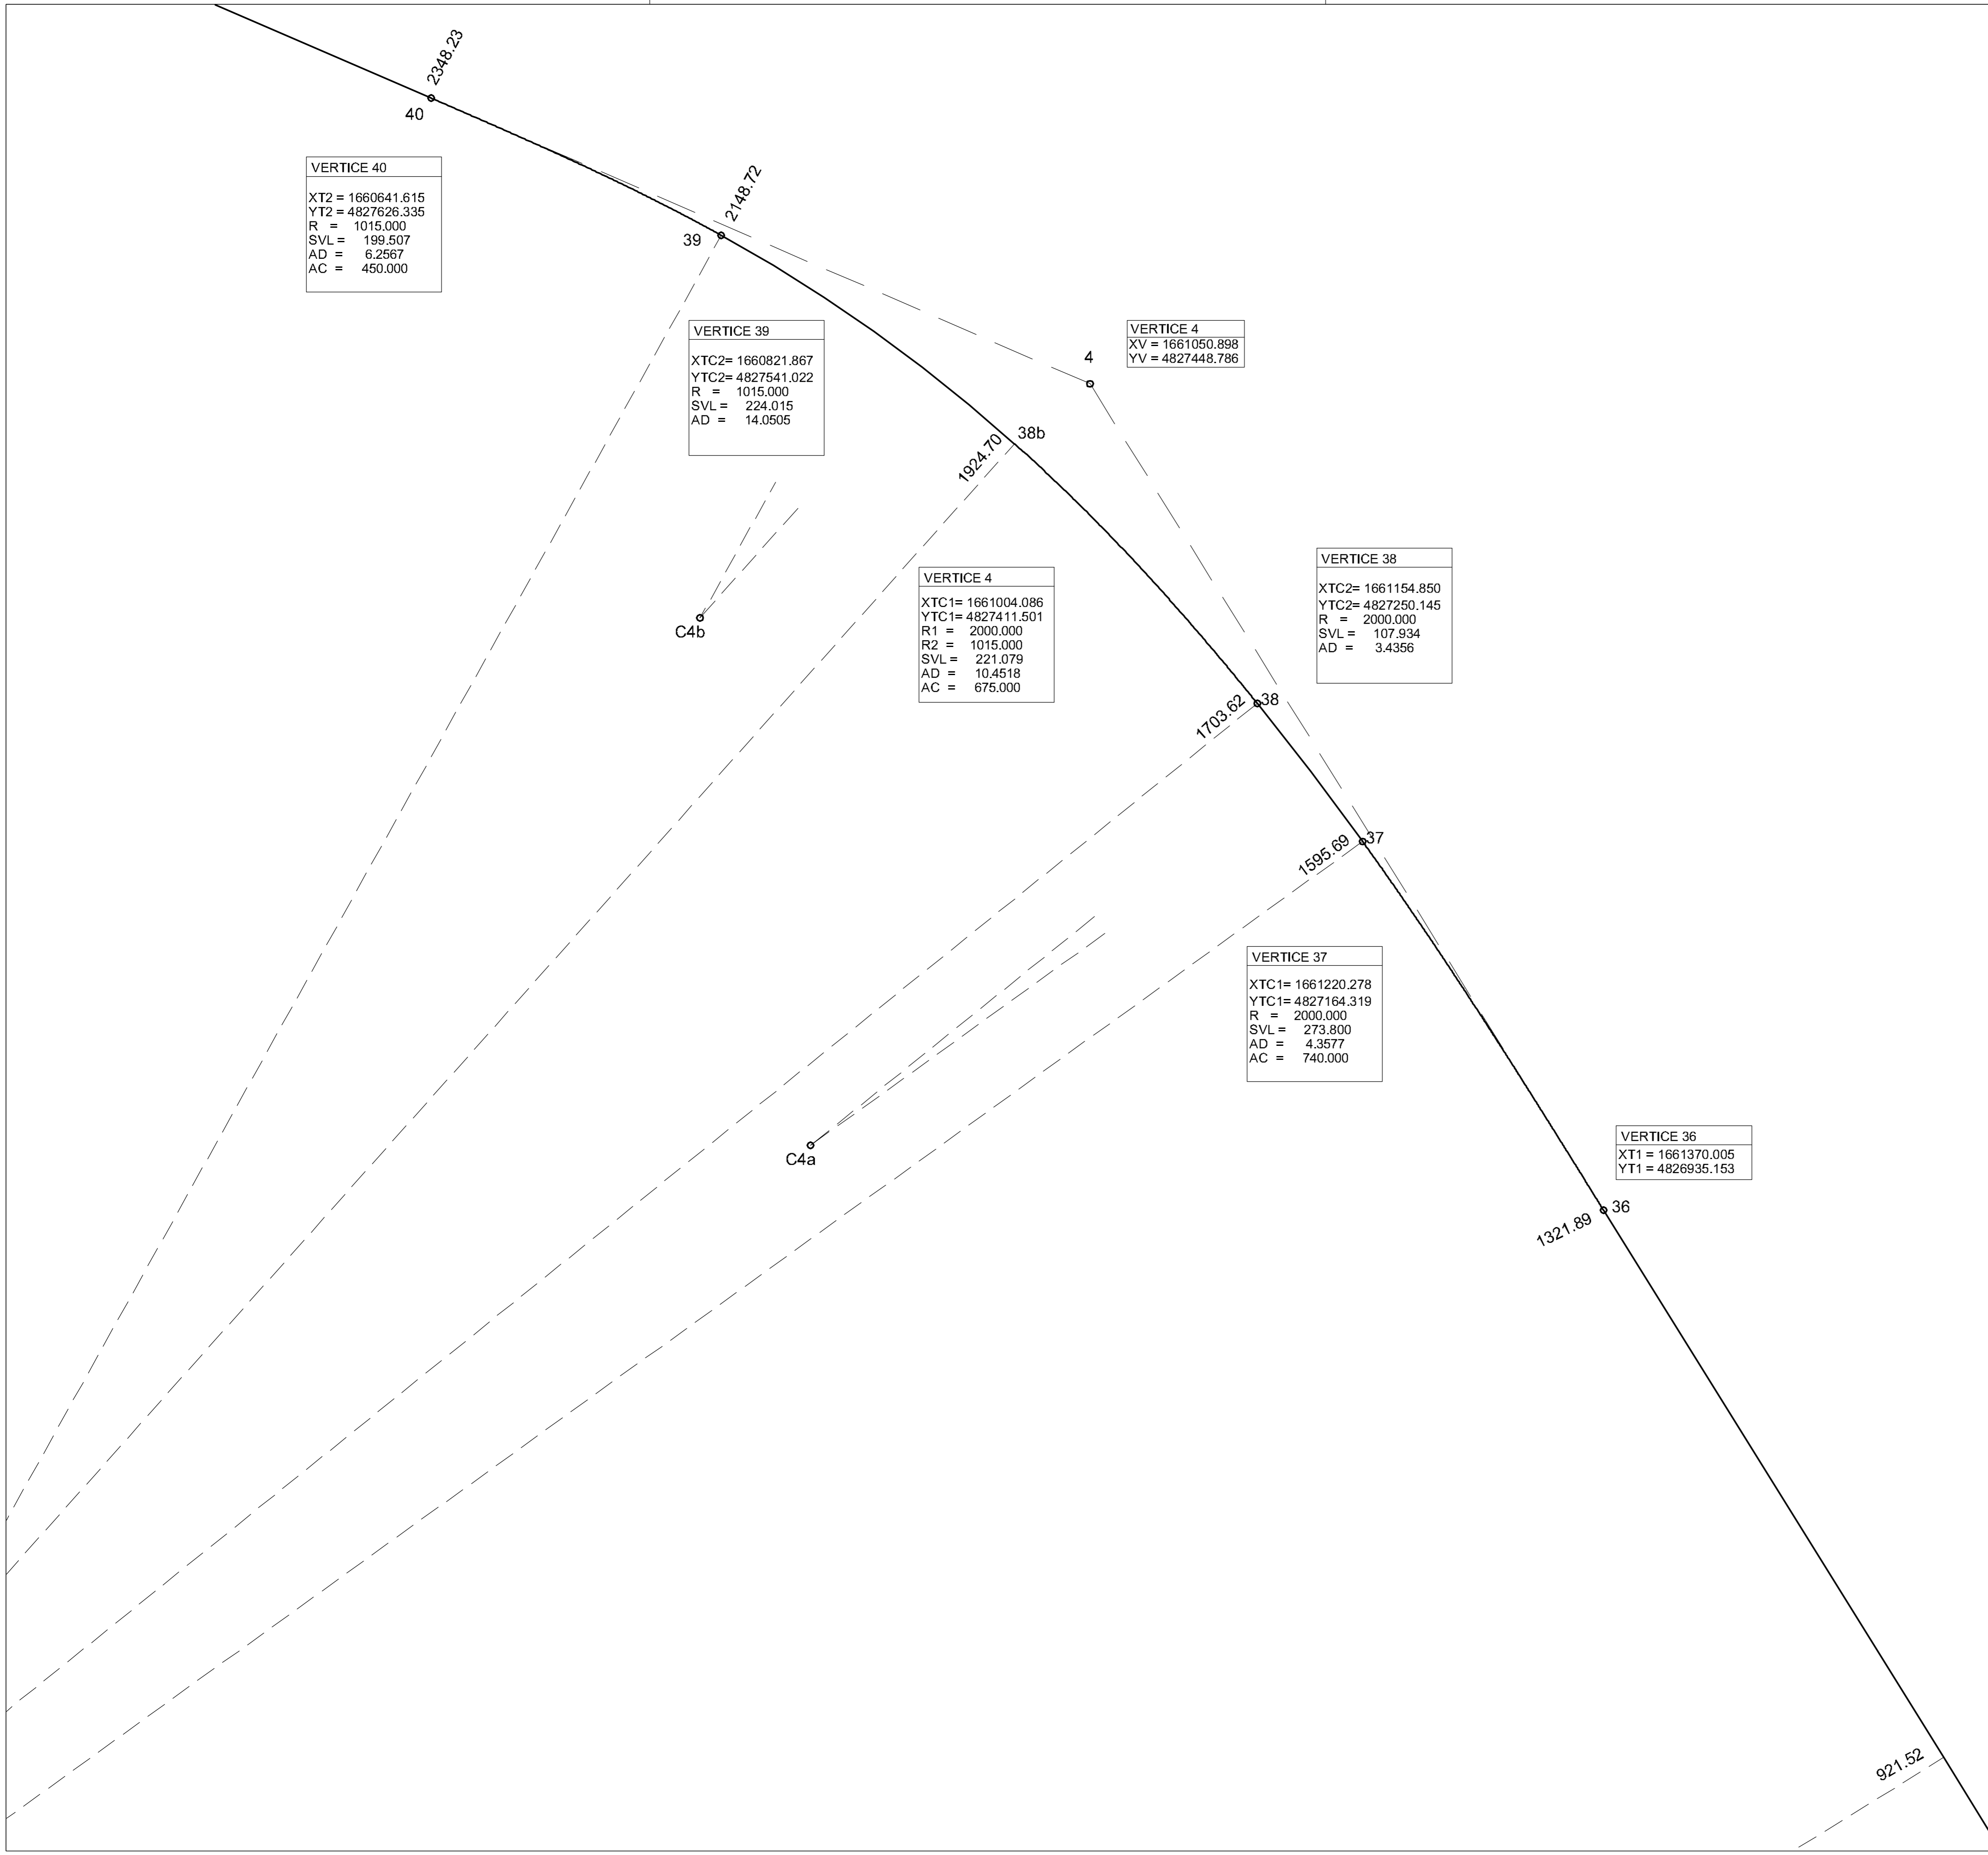 2348.23
40
VERTICE 40
XT2 = 1660641.615
YT2 = 4827626.335
R = 1015.000
SVL = 199.507
AD = 6.2567
AC = 450.000
2148.72
39
VERTICE 39
XTC2= 1660821.867
YTC2= 4827541.022
R = 1015.000
SVL = 224.015
AD = 14.0505
4
VERTICE 4
XV = 1661050.898
YV = 4827448.786
38b
1924.70
C4b
VERTICE 4
XTC1= 1661004.086
YTC1= 4827411.501
R1 = 2000.000
R2 = 1015.000
SVL = 221.079
AD = 10.4518
AC = 675.000
VERTICE 38
XTC2= 1661154.850
YTC2= 4827250.145
R = 2000.000
SVL = 107.934
AD = 3.4356
1703.62
38
1595.69
37
VERTICE 37
XTC1= 1661220.278
YTC1= 4827164.319
R = 2000.000
SVL = 273.800
AD = 4.3577
AC = 740.000
C4a
VERTICE 36
XT1 = 1661370.005
YT1 = 4826935.153
1321.89
36
921.52